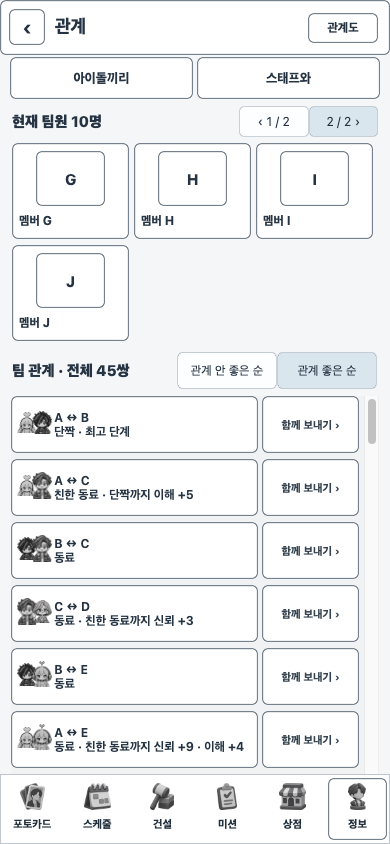 ‹ 관계 관계도
아이돌끼리 스태프와
현재 팀원 10명 ‹ 1 / 2 2 / 2 ›
G H I
멤버 G 멤버 H 멤버 I
J
멤버 J
팀 관계 · 전체 45쌍 관계 안 좋은 순 관계 좋은 순
A ↔ B
단짝 · 최고 단계
함께 보내기 ›
A ↔ C
친한 동료 · 단짝까지 이해 +5
함께 보내기 ›
B ↔ C
동료
함께 보내기 ›
C ↔ D
동료 · 친한 동료까지 신뢰 +3
함께 보내기 ›
B ↔ E
동료
함께 보내기 ›
A ↔ E
동료 · 친한 동료까지 신뢰 +9 · 이해 +4
함께 보내기 ›
포토카드 스케줄 건설 미션 상점 정보